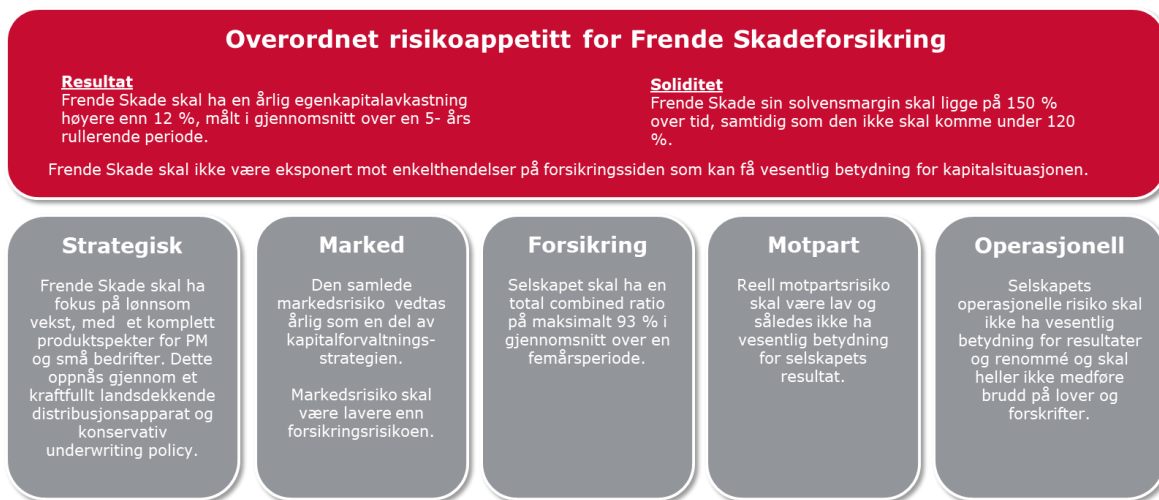 Overordnet risikoappetitt for Frende Skadeforsikring
Resultat
Frende Skade skal ha en årlig egenkapitalavkastning
høyere enn 12 %, målt i gjennomsnitt over en 5- års
rullerende periode.
Soliditet
Frende Skade sin solvensmargin skal ligge på 150 %
over tid, samtidig som den ikke skal komme under 120
%.
Frende Skade skal ikke være eksponert mot enkelthendelser på forsikringssiden som kan få vesentlig betydning for kapitalsituasjonen.
Strategisk
Frende Skade skal ha
fokus på lønnsom
vekst, med et komplett
produktspekter for PM
og små bedrifter. Dette
oppnås gjennom et
kraftfullt landsdekkende
distribusjonsapparat og
konservativ
underwriting policy.
Marked
Den samlede
markedsrisiko vedtas
årlig som en del av
kapitalforvaltnings-
strategien.
Markedsrisiko skal
være lavere enn
forsikringsrisikoen.
Forsikring
Selskapet skal ha en
total combined ratio
på maksimalt 93 % i
gjennomsnitt over en
femårsperiode.
Motpart
Reell motpartsrisiko
skal være lav og
således ikke ha
vesentlig betydning
for selskapets
resultat.
Operasjonell
Selskapets
operasjonelle risiko skal
ikke ha vesentlig
betydning for resultater
og renommé og skal
heller ikke medføre
brudd på lover og
forskrifter.